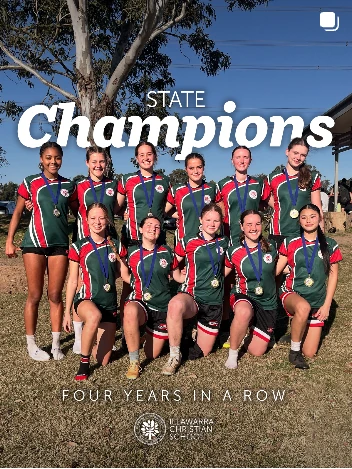 STATE
Champions
FOUR YEARS IN A ROW
ILLAWARRA
CHRISTIAN
SCHOOL